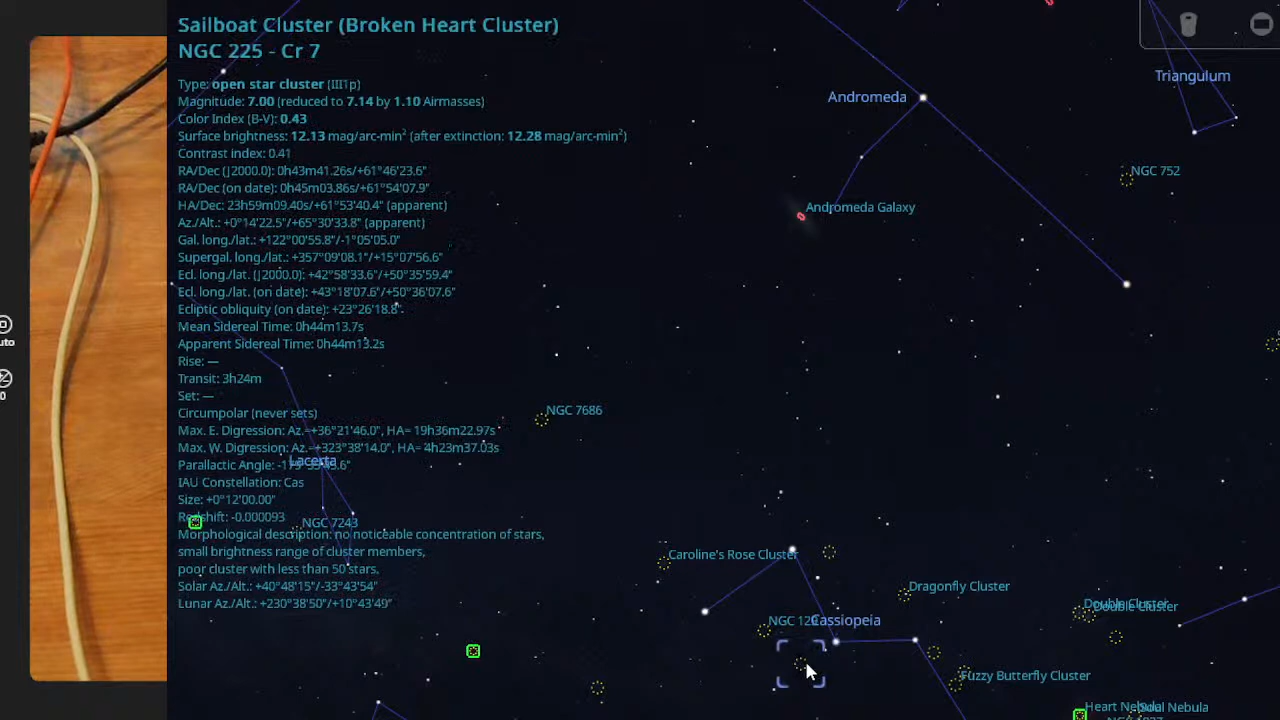 Sailboat Cluster (Broken Heart Cluster)
NGC 225 - Cr 7
Type: open star cluster (III1p)
Magnitude: 7.00 (reduced to 7.14 by 1.10 Airmasses)
Color Index (B-V): 0.43
Surface brightness: 12.13 mag/arc-min² (after extinction: 12.28 mag/arc-min²)
Contrast index: 0.41
RA/Dec (J2000.0): 0h43m41.26s/+61°46'23.6"
RA/Dec (on date): 0h45m03.86s/+61°54'07.9"
HA/Dec: 23h59m09.40s/+61°53'40.4" (apparent)
Az./Alt.: +0°14'22.5"/+65°30'33.8" (apparent)
Gal. long./lat.: +122°00'55.8"/-1°05'05.0"
Supergal. long./lat.: +357°09'08.1"/+15°07'56.6"
Ecl. long./lat. (J2000.0): +42°58'33.6"/+50°35'59.4"
Ecl. long./lat. (on date): +43°18'07.6"/+50°36'07.6"
Ecliptic obliquity (on date): +23°26'18.8"
Mean Sidereal Time: 0h44m13.7s
Apparent Sidereal Time: 0h44m13.2s
Rise: —
Transit: 3h24m
Set: —
Circumpolar (never sets)
Max. E. Digression: Az.=+36°21'46.0", HA= 19h36m22.97s
Max. W. Digression: Az.=+323°38'14.0", HA= 4h23m37.03s
Parallactic Angle:
IAU Constellation: Cas
Size: +0°12'00.00"
Redshift: -0.000093
Morphological description: no noticeable concentration of stars,
small brightness range of cluster members,
poor cluster with less than 50 stars.
Solar Az./Alt.: +40°48'15"/-33°43'54"
Lunar Az./Alt.: +230°38'50"/+10°43'49"
Triangulum
Andromeda
NGC 752
Andromeda Galaxy
NGC 7686
Lacerta
NGC 7243
Caroline's Rose Cluster
Dragonfly Cluster
Double Cluster
Double Cluster
NGC
Cassiopeia
Fuzzy Butterfly Cluster
Heart Nebula
Soul Nebula
uto
0